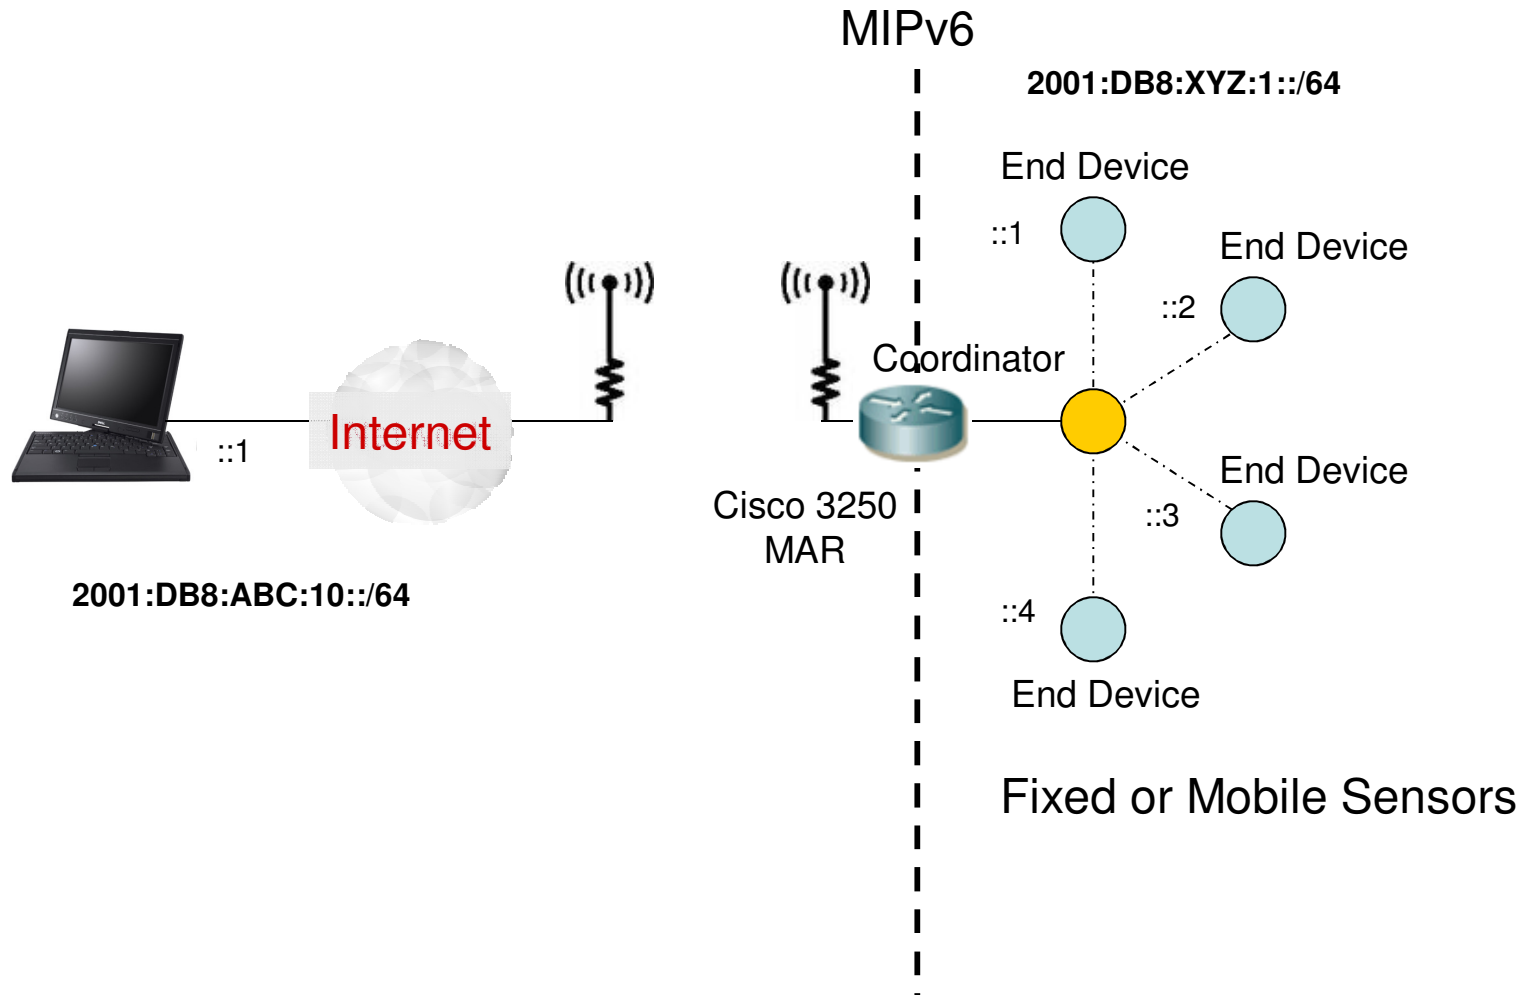 MIPv6
2001:DB8:XYZ:1::/64
End Device
::1
End Device
::2
Coordinator
Internet
::1
End Device
::3
Cisco 3250
MAR
2001:DB8:ABC:10::/64
::4
End Device
Fixed or Mobile Sensors